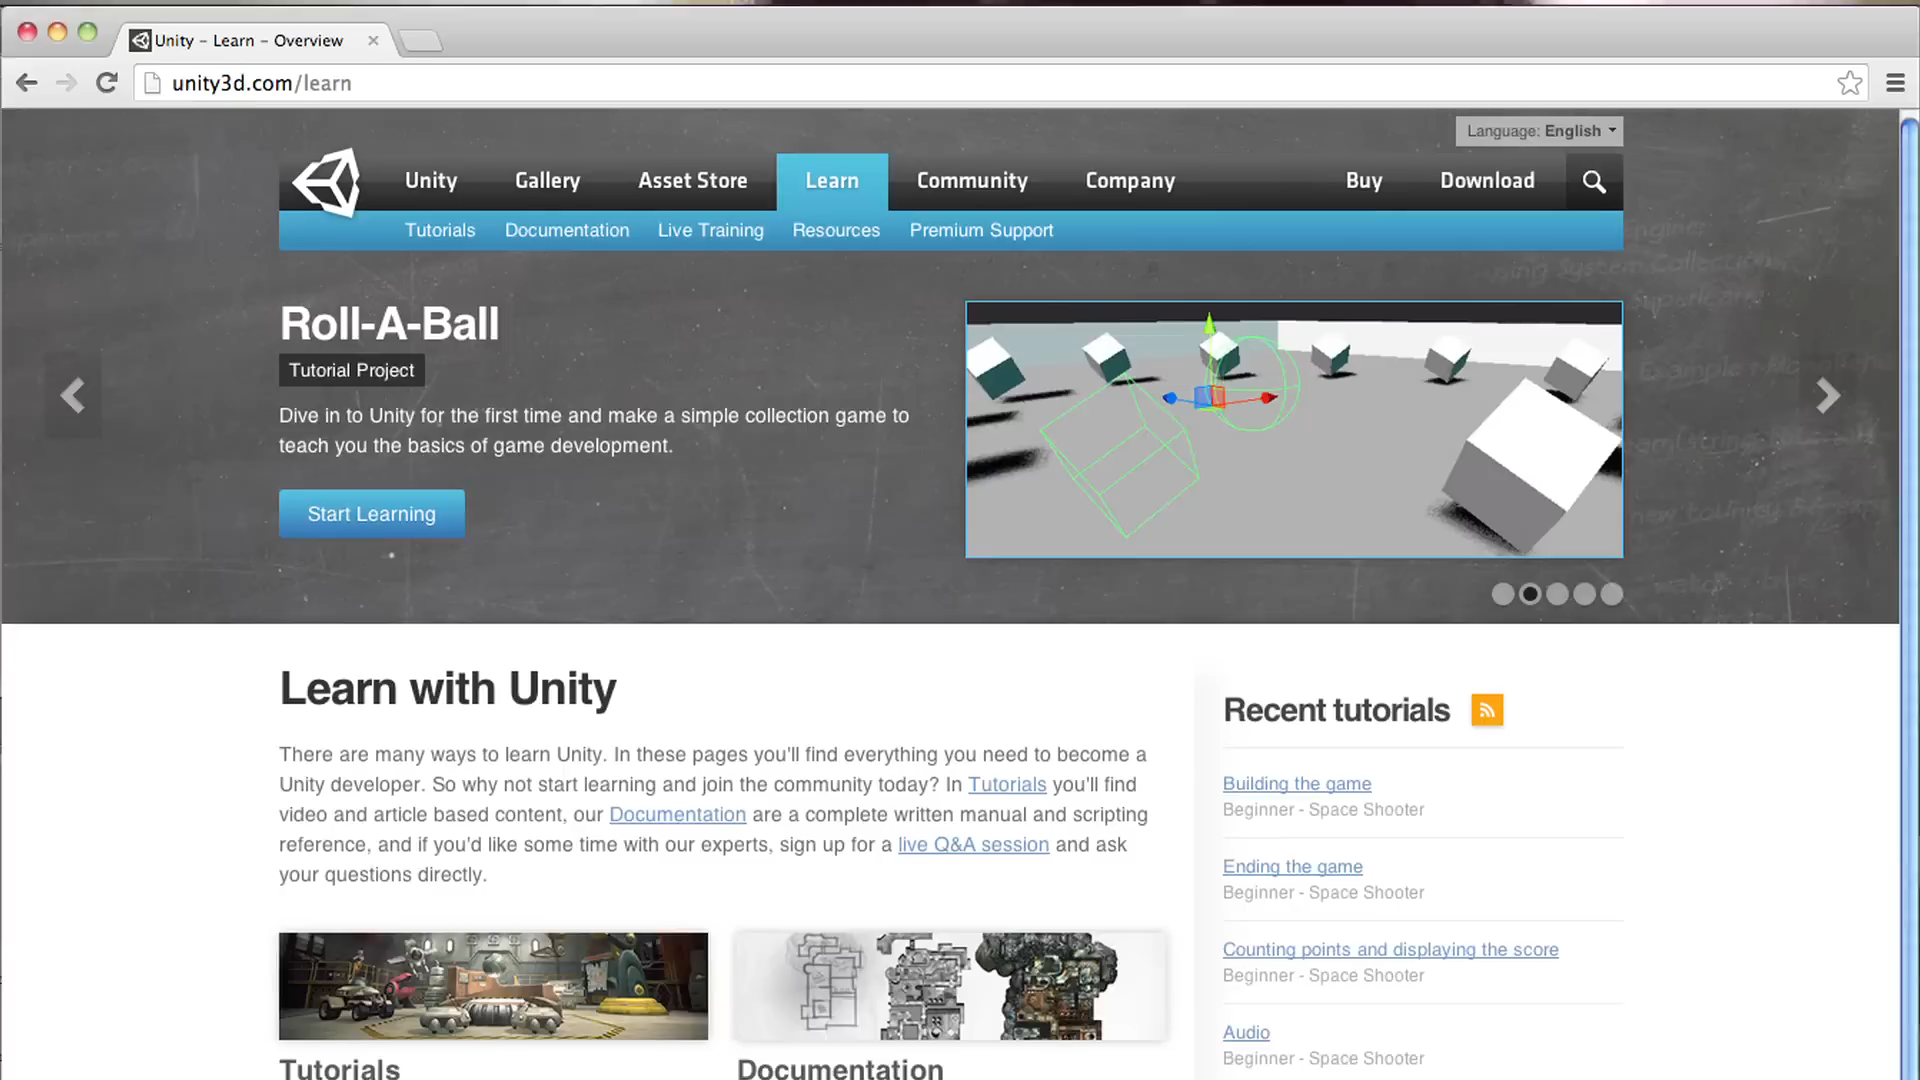 Unity - Learn - Overview
unity3d.com/learn
Language: English
Unity Gallery Asset Store Learn Community Company Buy Download
Tutorials Documentation Live Training Resources Premium Support
Roll-A-Ball
Tutorial Project
Dive in to Unity for the first time and make a simple collection game to
teach you the basics of game development.
Start Learning
Learn with Unity
There are many ways to learn Unity. In these pages you'll find everything you need to become a
Unity developer. So why not start learning and join the community today? In Tutorials you'll find
video and article based content, our Documentation are a complete written manual and scripting
reference, and if you'd like some time with our experts, sign up for a live Q&A session and ask
your questions directly.
Tutorials
Documentation
Recent tutorials
Building the game
Beginner - Space Shooter
Ending the game
Beginner - Space Shooter
Counting points and displaying the score
Beginner - Space Shooter
Audio
Beginner - Space Shooter